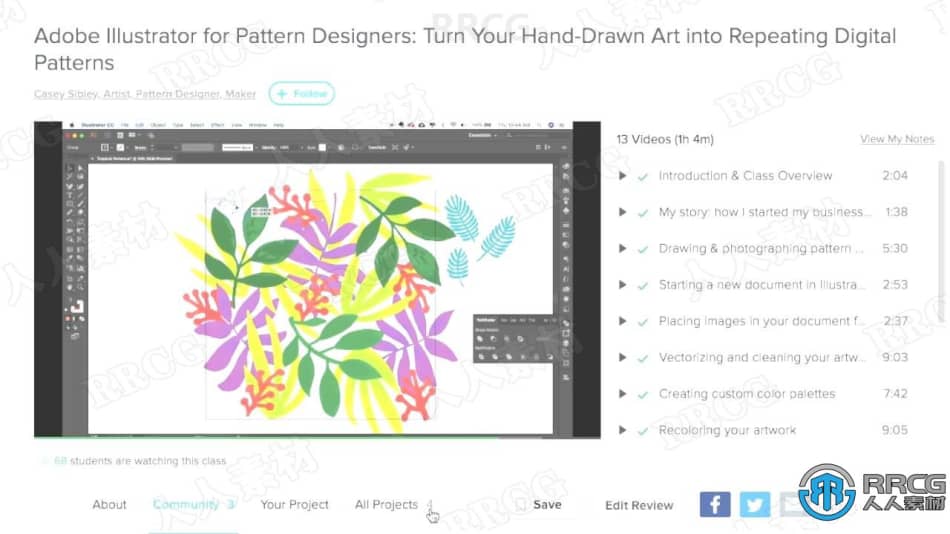 Adobe Illustrator for Pattern Designers: Turn Your Hand-Drawn Art into Repeating Digital
Patterns
Casey Sibley, Artist, Pattern Designer, Maker
+ Follow
13 Videos (1h 4m)
View My Notes
Introduction & Class Overview 2:04
My story: how I started my business... 1:38
Drawing & photographing pattern ... 5:30
Starting a new document in Illustra... 2:53
Placing images in your document f... 2:37
Vectorizing and cleaning your artw... 9:03
Creating custom color palettes 7:42
Recoloring your artwork 9:05
68 students are watching this class
About
Community 3
Your Project
All Projects
Save
Edit Review
RRCG
人人素材